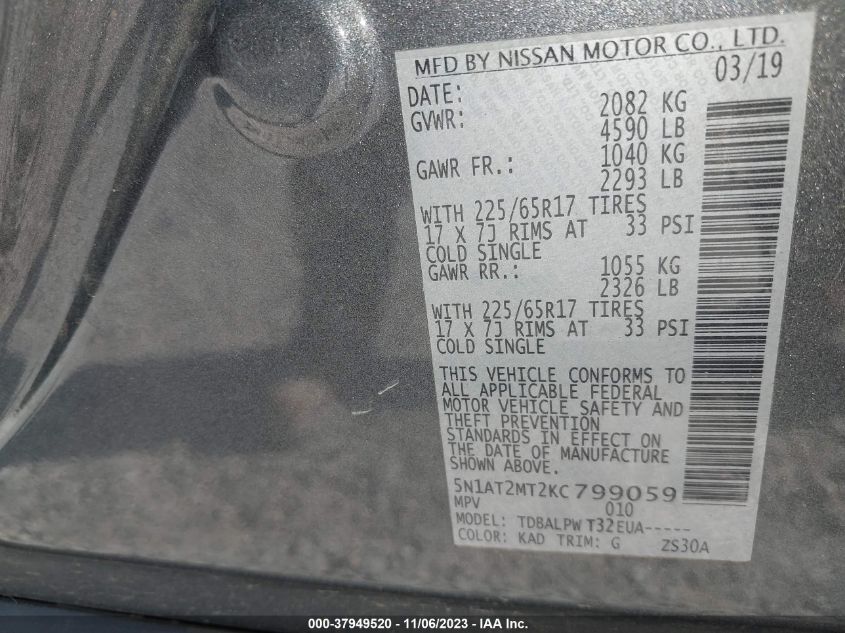 MFD BY NISSAN MOTOR CO., LTD.
DATE: 03/19
GVWR: 2082 KG
4590 LB
GAWR FR.: 1040 KG
2293 LB
WITH 225/65R17 TIRES
17 X 7J RIMS AT 33 PSI
COLD SINGLE
GAWR RR.: 1055 KG
2326 LB
WITH 225/65R17 TIRES
17 X 7J RIMS AT 33 PSI
COLD SINGLE
THIS VEHICLE CONFORMS TO
ALL APPLICABLE FEDERAL
MOTOR VEHICLE SAFETY AND
THEFT PREVENTION
STANDARDS IN EFFECT ON
THE DATE OF MANUFACTURE
SHOWN ABOVE.
5N1AT2MT2KC799059
MPV 010
MODEL: TDBALPW T32EUA-----
COLOR: KAD TRIM: G ZS30A
000-37949520 - 11/06/2023 - IAA Inc.